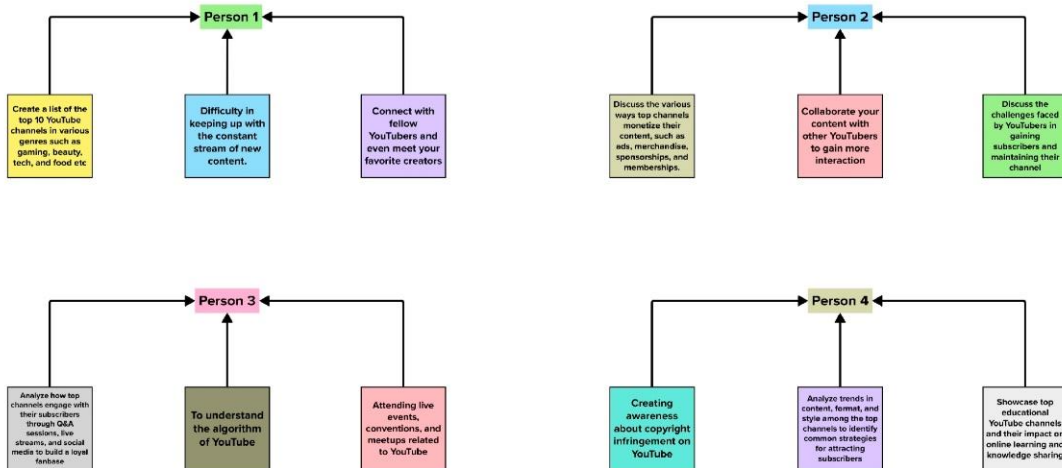 Person 1
Create a list of the
top 10 YouTube
channels in various
genres such as
gaming, beauty,
tech, and food etc
Difficulty in
keeping up with
the constant
stream of new
content.
Connect with
fellow
YouTubers and
even meet your
favorite creators
Person 2
Discuss the various
ways top channels
monetize their
content, such as
ads, merchandise,
sponsorships, and
memberships.
Collaborate your
content with
other YouTubers
to gain more
interaction
Discuss the
challenges faced
by YouTubers in
gaining
subscribers and
maintaining their
channel
Person 3
Analyze how top
channels engage with
their subscribers
through Q&A
sessions, live
streams, and social
media to build a loyal
fanbase
To understand
the algorithm
of YouTube
Attending live
events,
conventions, and
meetups related
to YouTube
Person 4
Creating
awareness
about copyright
infringement on
YouTube
Analyze trends in
content, format, and
style among the top
channels to identify
common strategies
for attracting
subscribers
Showcase top
educational
YouTube channels
and their impact on
online learning and
knowledge sharing